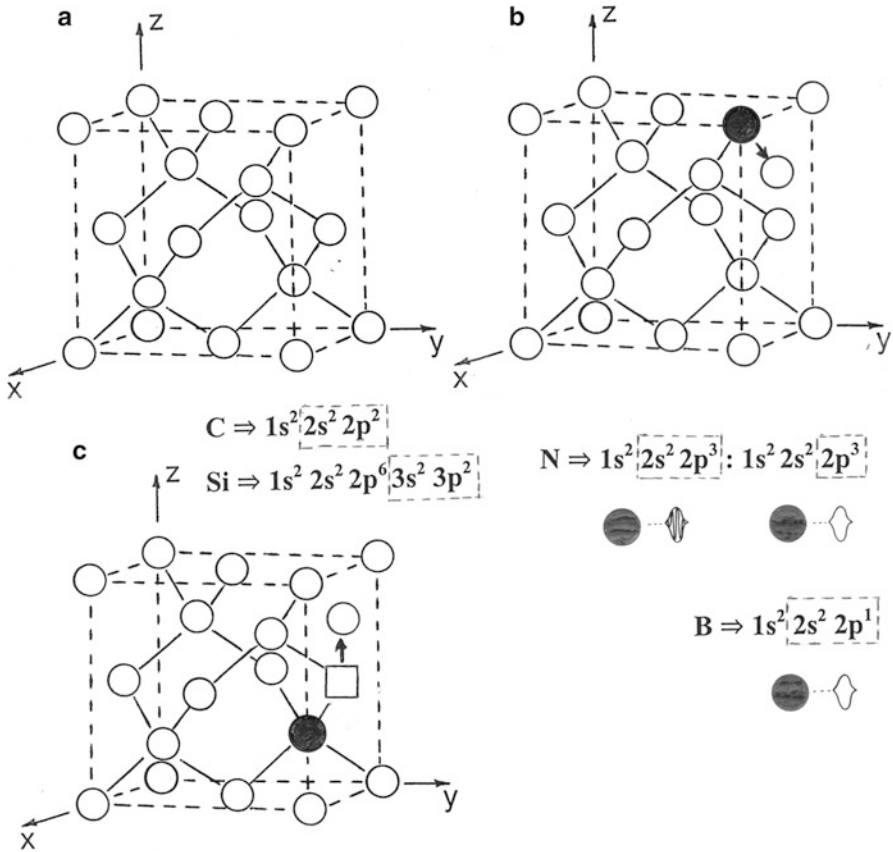 a
z
y
x
b
z
y
x
C ⇒ 1s² 2s² 2p²
Si ⇒ 1s² 2s² 2p⁶ 3s² 3p²
N ⇒ 1s² 2s² 2p³ : 1s² 2s² 2p³
B ⇒ 1s² 2s² 2p¹
c
z
y
x